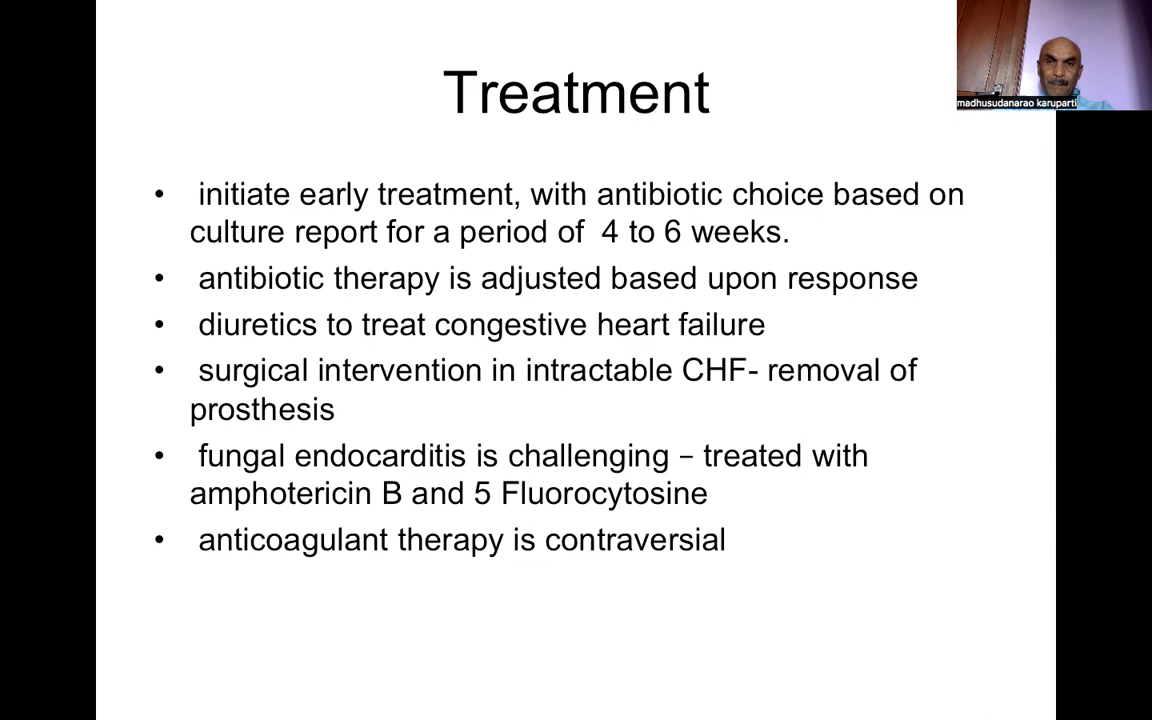 Treatment
madhusudanarao karuparti
• initiate early treatment, with antibiotic choice based on
culture report for a period of 4 to 6 weeks.
• antibiotic therapy is adjusted based upon response
• diuretics to treat congestive heart failure
• surgical intervention in intractable CHF- removal of
prosthesis
• fungal endocarditis is challenging – treated with
amphotericin B and 5 Fluorocytosine
• anticoagulant therapy is contraversial